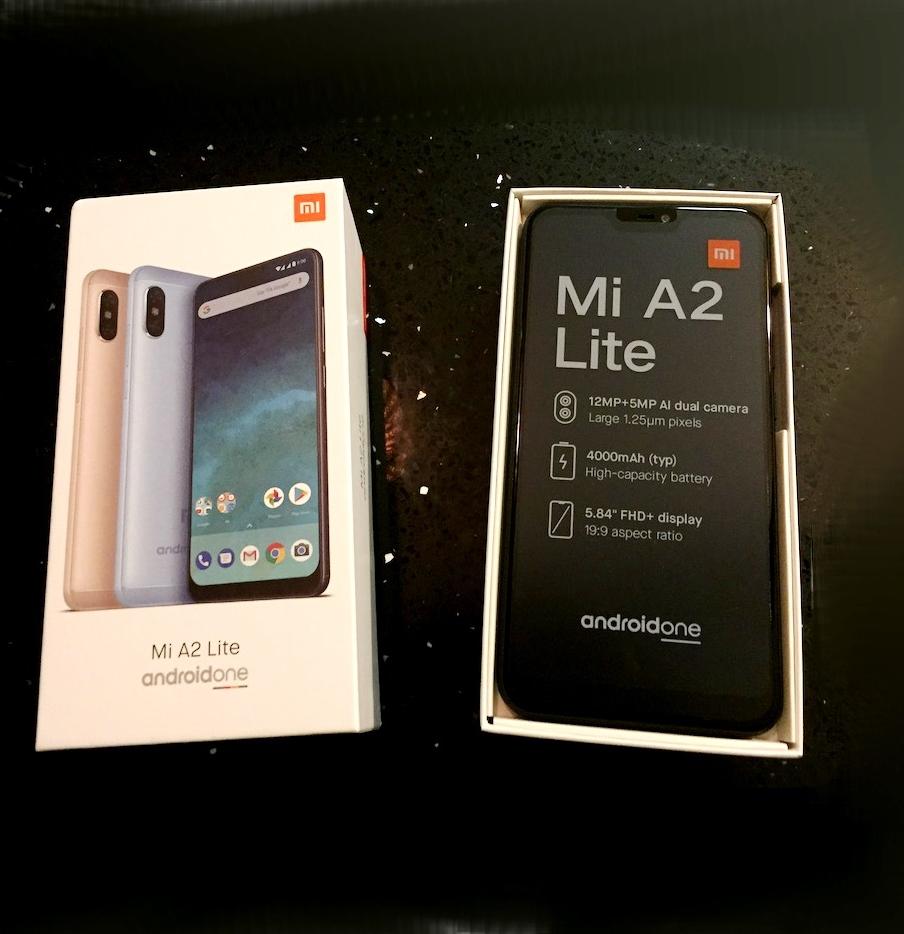 mi
Mi A2 Lite
androidone
mi
Mi A2
Lite
12MP+5MP AI dual camera
Large 1.25µm pixels
4000mAh (typ)
High-capacity battery
5.84" FHD+ display
19:9 aspect ratio
androidone